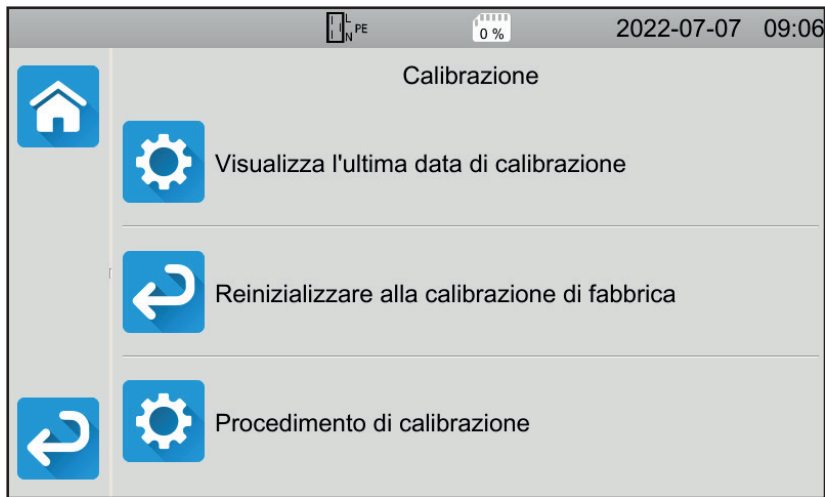 L
N PE
0 %
2022-07-07 09:06
Calibrazione
Visualizza l'ultima data di calibrazione
Reinizializzare alla calibrazione di fabbrica
Procedimento di calibrazione